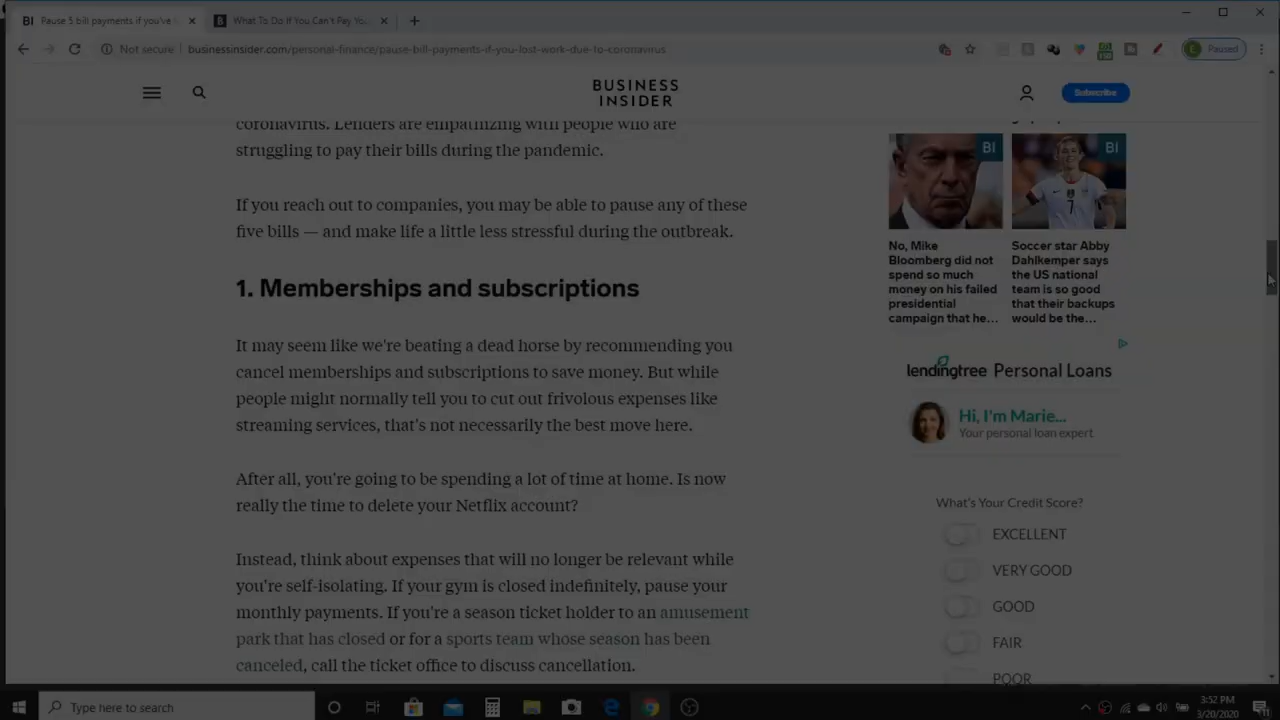 BI Pause 5 bill payments if you've
What To Do If You Can't Pay Yo
Not secure
businessinsider.com/personal-finance/pause-bill-payments-if-you-lost-work-due-to-coronavirus
Paused
BUSINESS
INSIDER
Subscribe
coronavirus. Lenders are empathizing with people who are
struggling to pay their bills during the pandemic.
If you reach out to companies, you may be able to pause any of these
five bills — and make life a little less stressful during the outbreak.
1. Memberships and subscriptions
It may seem like we're beating a dead horse by recommending you
cancel memberships and subscriptions to save money. But while
people might normally tell you to cut out frivolous expenses like
streaming services, that's not necessarily the best move here.
After all, you're going to be spending a lot of time at home. Is now
really the time to delete your Netflix account?
Instead, think about expenses that will no longer be relevant while
you're self-isolating. If your gym is closed indefinitely, pause your
monthly payments. If you're a season ticket holder to an amusement
park that has closed or for a sports team whose season has been
canceled, call the ticket office to discuss cancellation.
BI
BI
7
No, Mike
Bloomberg did not
spend so much
money on his failed
presidential
campaign that he...
Soccer star Abby
Dahlkemper says
the US national
team is so good
that their backups
would be the...
lendingtree Personal Loans
Hi, I'm Marie...
Your personal loan expert
What's Your Credit Score?
EXCELLENT
VERY GOOD
GOOD
FAIR
POOR
Type here to search
3:52 PM
3/20/2020